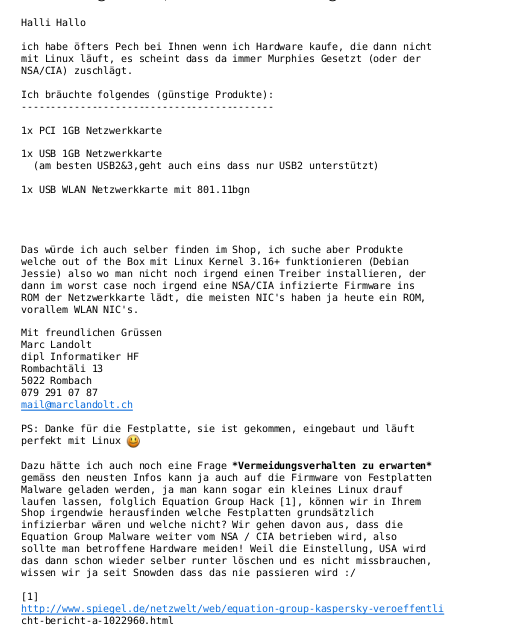 Halli Hallo
ich habe öfters Pech bei Ihnen wenn ich Hardware kaufe, die dann nicht
mit Linux läuft, es scheint dass da immer Murphies Gesetzt (oder der
NSA/CIA) zuschlägt.
Ich bräuchte folgendes (günstige Produkte):
------------------------------------------
1x PCI 1GB Netzwerkkarte
1x USB 1GB Netzwerkkarte
(am besten USB2&3,geht auch eins dass nur USB2 unterstützt)
1x USB WLAN Netzwerkkarte mit 801.11bgn
Das würde ich auch selber finden im Shop, ich suche aber Produkte
welche out of the Box mit Linux Kernel 3.16+ funktionieren (Debian
Jessie) also wo man nicht noch irgend einen Treiber installieren, der
dann im worst case noch irgend eine NSA/CIA infizierte Firmware ins
ROM der Netzwerkkarte lädt, die meisten NIC's haben ja heute ein ROM,
vorallem WLAN NIC's.
Mit freundlichen Grüssen
Marc Landolt
dipl Informatiker HF
Rombachtäli 13
5022 Rombach
079 291 07 87
mail@marclandolt.ch
PS: Danke für die Festplatte, sie ist gekommen, eingebaut und läuft
perfekt mit Linux 😃
Dazu hätte ich auch noch eine Frage *Vermeidungsverhalten zu erwarten*
gemäss den neusten Infos kann ja auch auf die Firmware von Festplatten
Malware geladen werden, ja man kann sogar ein kleines Linux drauf
laufen lassen, folglich Equation Group Hack [1], können wir in Ihrem
Shop irgendwie herausfinden welche Festplatten grundsätzlich
infizierbar wären und welche nicht? Wir gehen davon aus, dass die
Equation Group Malware weiter vom NSA / CIA betrieben wird, also
sollte man betroffene Hardware meiden! Weil die Einstellung, USA wird
das dann schon wieder selber runter löschen und es nicht missbrauchen,
wissen wir ja seit Snowden dass das nie passieren wird :/
[1]
http://www.spiegel.de/netzwelt/web/equation-group-kaspersky-veroeffentli
cht-bericht-a-1022960.html